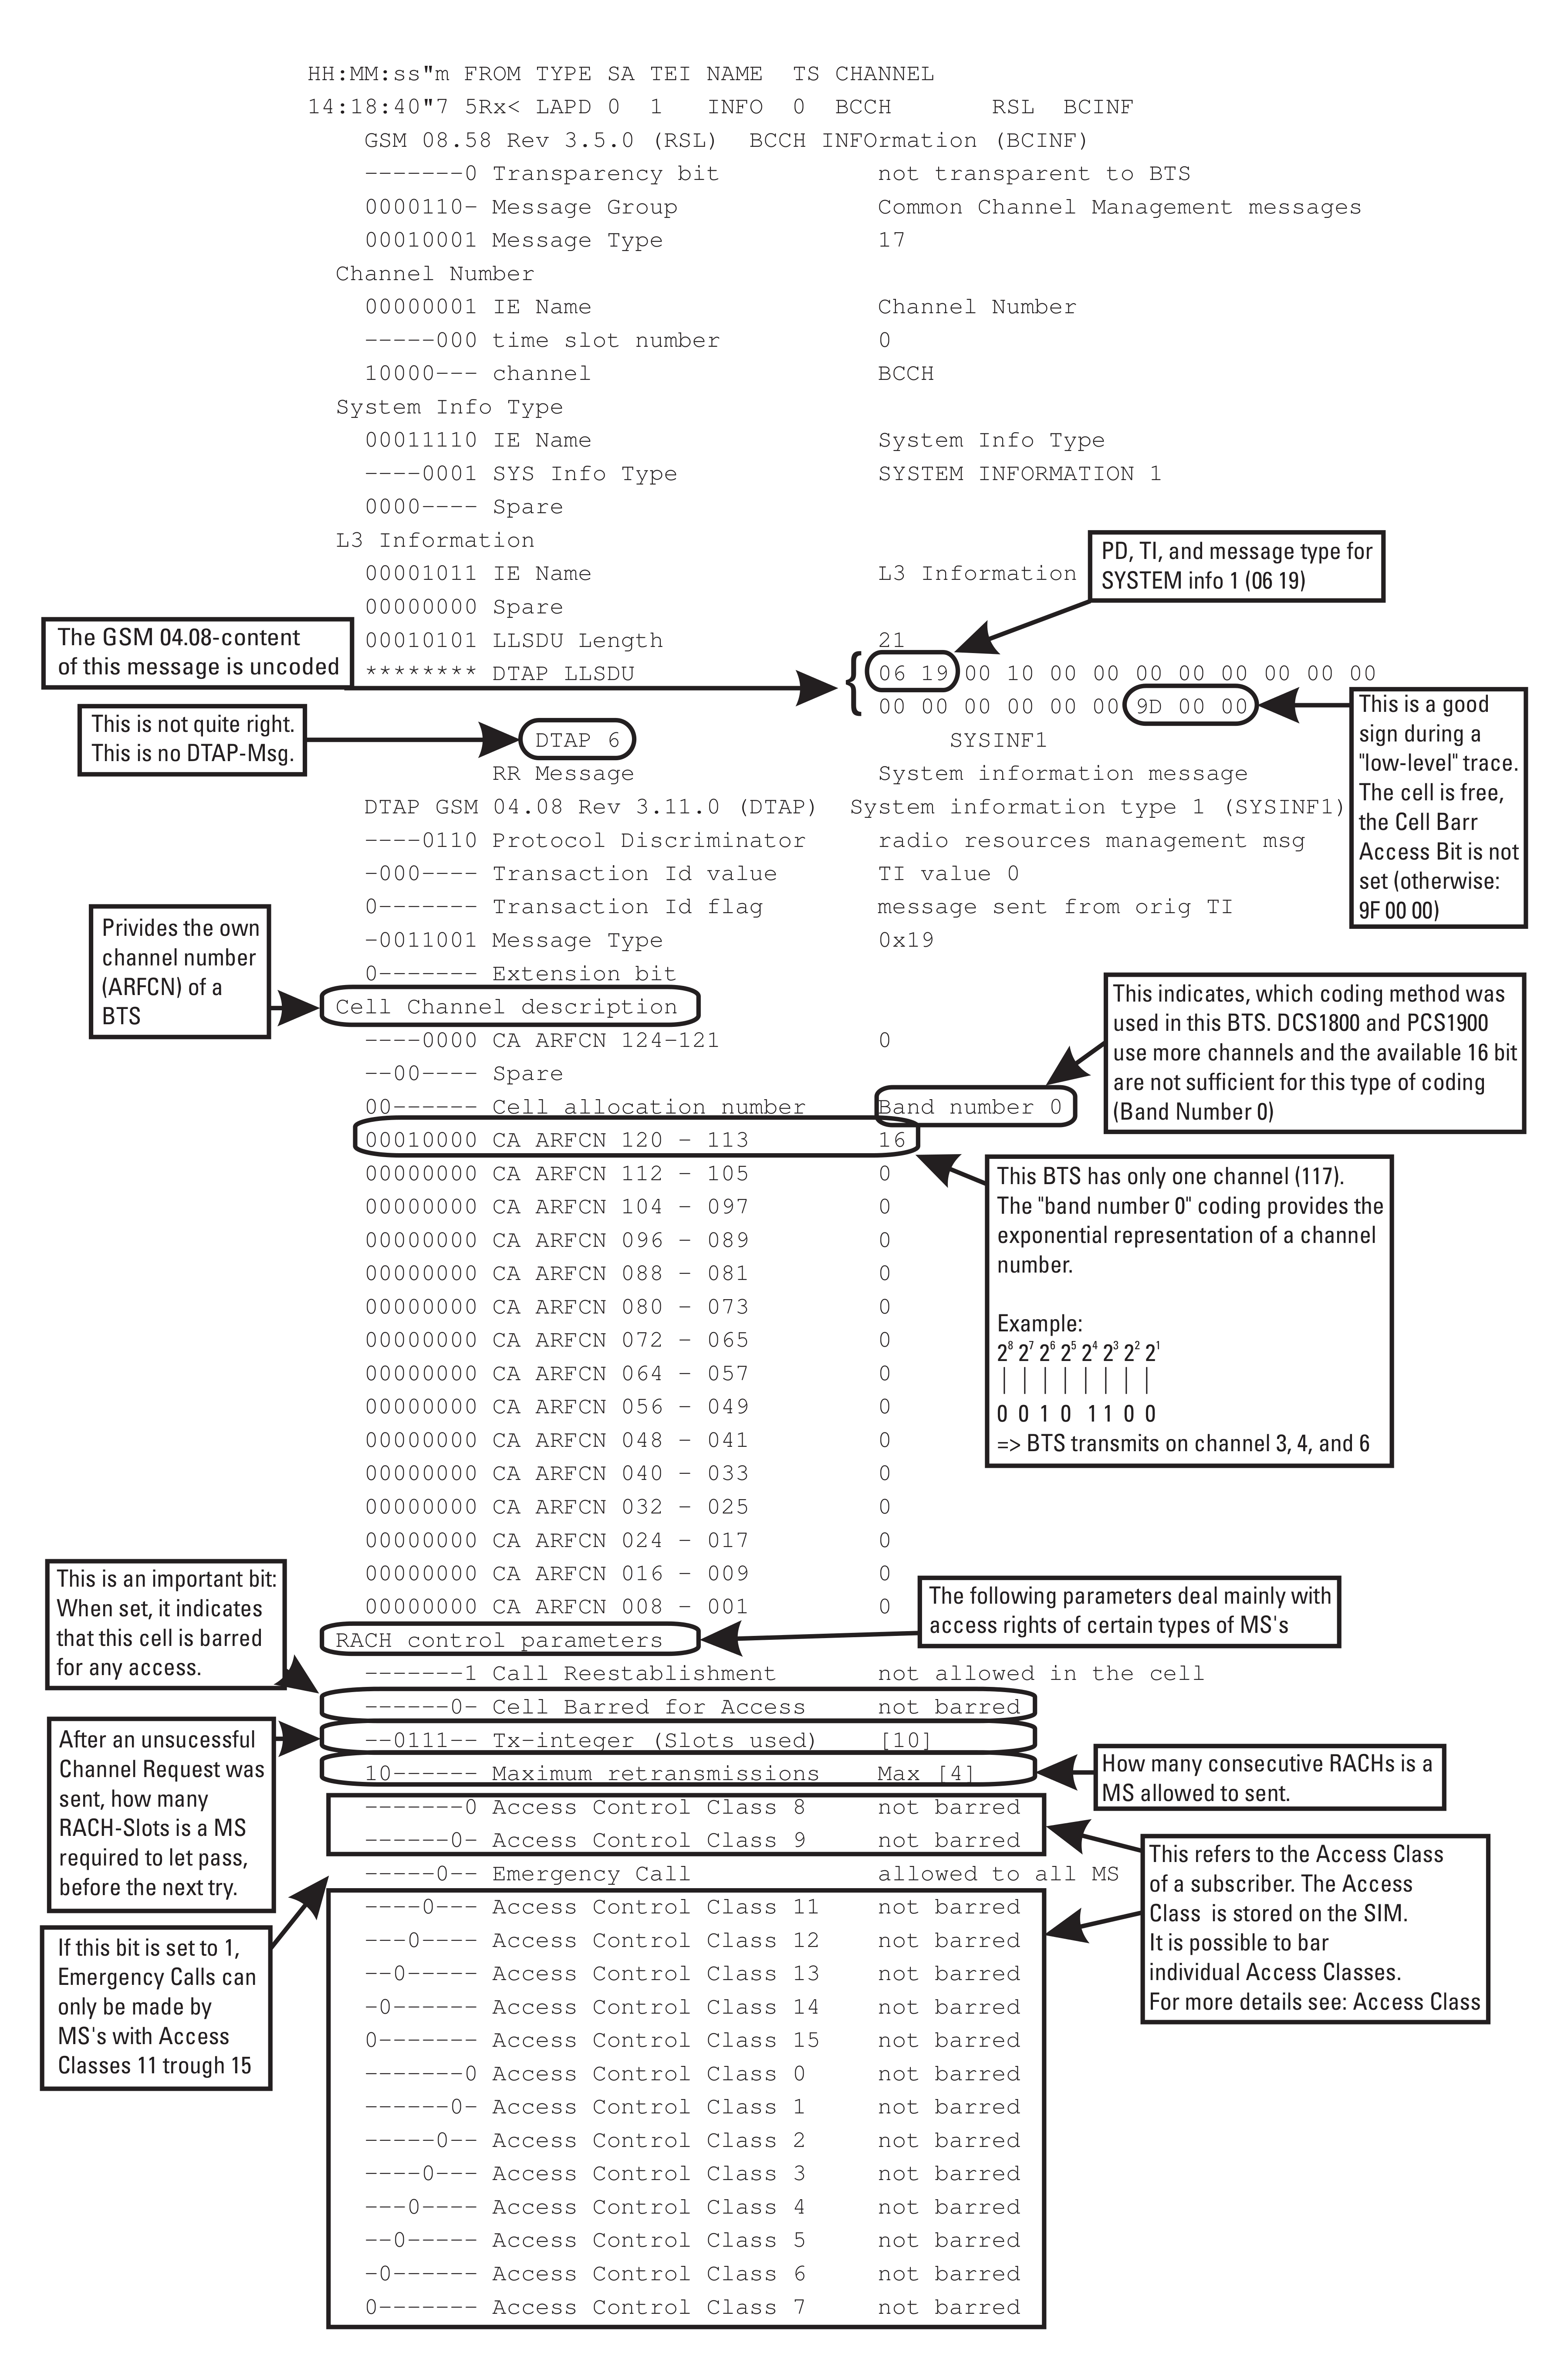 HH:MM:ss"m FROM TYPE SA TEI NAME TS CHANNEL
14:18:40"7 5Rx< LAPD 0 1 INFO 0 BCCH RSL BCINF
GSM 08.58 Rev 3.5.0 (RSL) BCCH INFOrmation (BCINF)
-------0 Transparency bit not transparent to BTS
0000110- Message Group Common Channel Management messages
00010001 Message Type 17
Channel Number
00000001 IE Name Channel Number
-----000 time slot number 0
10000--- channel BCCH
System Info Type
00011110 IE Name System Info Type
----0001 SYS Info Type SYSTEM INFORMATION 1
0000---- Spare
L3 Information
00001011 IE Name L3 Information
00000000 Spare
00010101 LLSDU Length 21
******** DTAP LLSDU 06 19 00 10 00 00 00 00 00 00 00 00
00 00 00 00 00 00 9D 00 00
DTAP 6 SYSINF1
RR Message System information message
DTAP GSM 04.08 Rev 3.11.0 (DTAP) System information type 1 (SYSINF1)
----0110 Protocol Discriminator radio resources management msg
-000---- Transaction Id value TI value 0
0------- Transaction Id flag message sent from orig TI
-0011001 Message Type 0x19
0------- Extension bit
Cell Channel description
----0000 CA ARFCN 124-121 0
--00---- Spare
00------ Cell allocation number Band number 0
00010000 CA ARFCN 120 - 113 16
00000000 CA ARFCN 112 - 105 0
00000000 CA ARFCN 104 - 097 0
00000000 CA ARFCN 096 - 089 0
00000000 CA ARFCN 088 - 081 0
00000000 CA ARFCN 080 - 073 0
00000000 CA ARFCN 072 - 065 0
00000000 CA ARFCN 064 - 057 0
00000000 CA ARFCN 056 - 049 0
00000000 CA ARFCN 048 - 041 0
00000000 CA ARFCN 040 - 033 0
00000000 CA ARFCN 032 - 025 0
00000000 CA ARFCN 024 - 017 0
00000000 CA ARFCN 016 - 009 0
00000000 CA ARFCN 008 - 001 0
RACH control parameters
-------1 Call Reestablishment not allowed in the cell
------0- Cell Barred for Access not barred
--0111-- Tx-integer (Slots used) [10]
10------ Maximum retransmissions Max [4]
-------0 Access Control Class 8 not barred
------0- Access Control Class 9 not barred
-----0-- Emergency Call allowed to all MS
----0--- Access Control Class 11 not barred
---0---- Access Control Class 12 not barred
--0----- Access Control Class 13 not barred
-0------ Access Control Class 14 not barred
0------- Access Control Class 15 not barred
-------0 Access Control Class 0 not barred
------0- Access Control Class 1 not barred
-----0-- Access Control Class 2 not barred
----0--- Access Control Class 3 not barred
---0---- Access Control Class 4 not barred
--0----- Access Control Class 5 not barred
-0------ Access Control Class 6 not barred
0------- Access Control Class 7 not barred
PD, TI, and message type for
SYSTEM info 1 (06 19)
The GSM 04.08-content
of this message is uncoded
This is not quite right.
This is no DTAP-Msg.
This is a good
sign during a
"low-level" trace.
The cell is free,
the Cell Barr
Access Bit is not
set (otherwise:
9F 00 00)
Privides the own
channel number
(ARFCN) of a
BTS
This indicates, which coding method was
used in this BTS. DCS1800 and PCS1900
use more channels and the available 16 bit
are not sufficient for this type of coding
(Band Number 0)
This BTS has only one channel (117).
The "band number 0" coding provides the
exponential representation of a channel
number.
Example:
2⁸ 2⁷ 2⁶ 2⁵ 2⁴ 2³ 2² 2¹
0 0 1 0 1 1 0 0
=> BTS transmits on channel 3, 4, and 6
This is an important bit:
When set, it indicates
that this cell is barred
for any access.
The following parameters deal mainly with
access rights of certain types of MS's
After an unsucessful
Channel Request was
sent, how many
RACH-Slots is a MS
required to let pass,
before the next try.
How many consecutive RACHs is a
MS allowed to sent.
This refers to the Access Class
of a subscriber. The Access
Class is stored on the SIM.
It is possible to bar
individual Access Classes.
For more details see: Access Class
If this bit is set to 1,
Emergency Calls can
only be made by
MS's with Access
Classes 11 trough 15